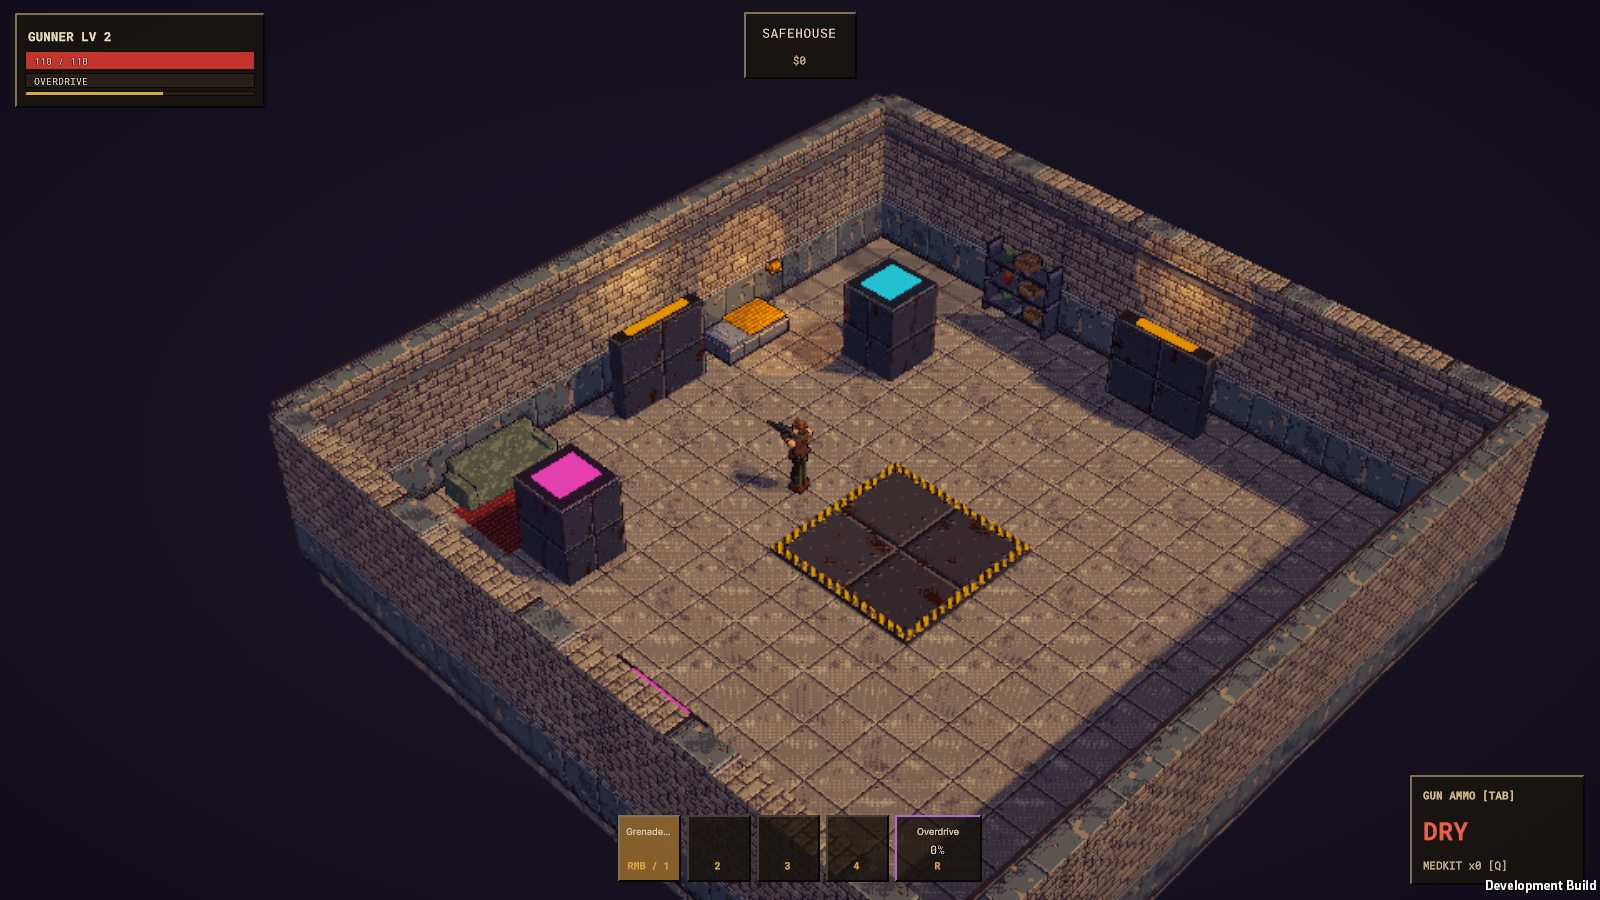 GUNNER LV 2
110 / 110
OVERDRIVE
SAFEHOUSE
$0
Grenade...
RMB / 1
2
3
4
Overdrive
0%
R
GUN AMMO [TAB]
DRY
MEDKIT x0 [Q]
Development Build